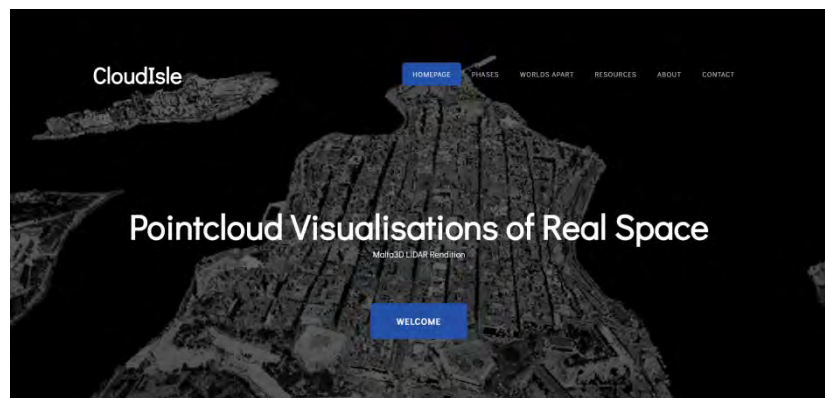 CloudIsle
HOMEPAGE PHASES WORLDS APART RESOURCES ABOUT CONTACT
Pointcloud Visualisations of Real Space
Malta3D LiDAR Rendition
WELCOME